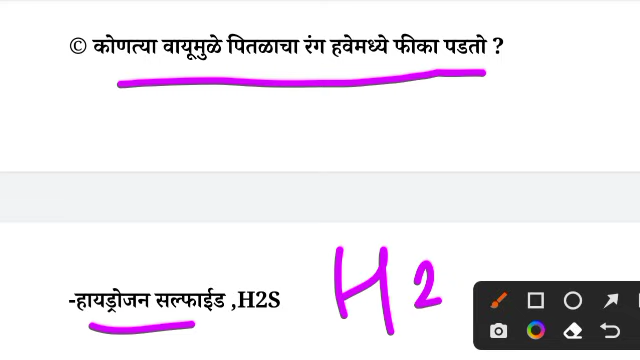 © कोणत्या वायूमुळे पितळाचा रंग हवेमध्ये फीका पडतो ?
-हायड्रोजन सल्फाईड ,H2S
H2